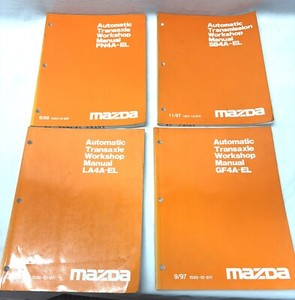 Automatic
Transaxle
Workshop
Manual
FN4A-EL
mazda
Automatic
Transmission
Workshop
Manual
SB4A-EL
11/97
mazda
Automatic
Transaxle
Workshop
Manual
LA4A-EL
mazda
Automatic
Transaxle
Workshop
Manual
GF4A-EL
9/97
mazda